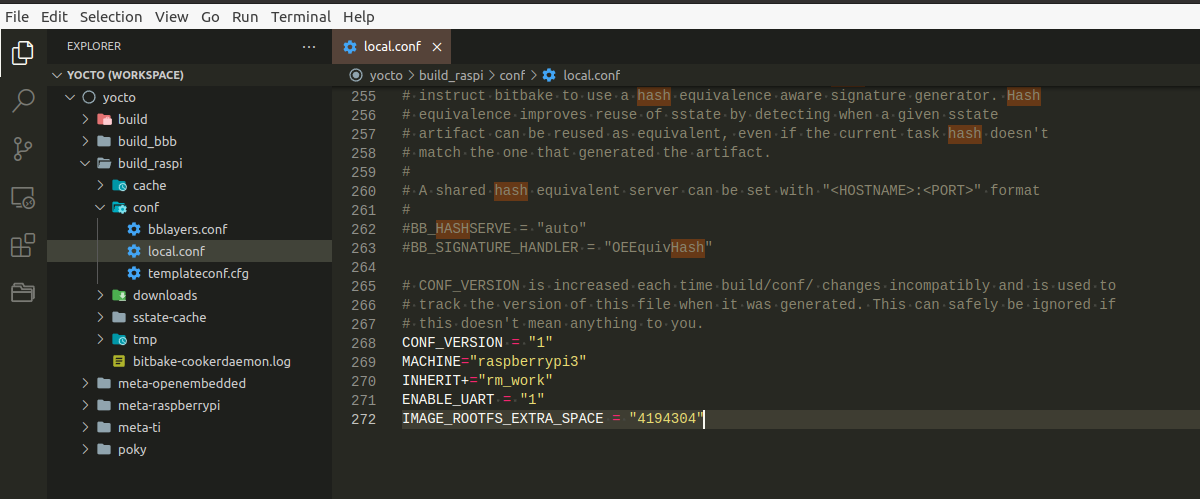 File Edit Selection View Go Run Terminal Help
EXPLORER ...
local.conf ×
YOCTO (WORKSPACE)
yocto > build_raspi > conf > local.conf
yocto
build
build_bbb
build_raspi
cache
conf
bblayers.conf
local.conf
templateconf.cfg
downloads
sstate-cache
tmp
bitbake-cookerdaemon.log
meta-openembedded
meta-raspberrypi
meta-ti
poky
255 # instruct bitbake to use a hash equivalence aware signature generator. Hash
256 # equivalence improves reuse of sstate by detecting when a given sstate
257 # artifact can be reused as equivalent, even if the current task hash doesn't
258 # match the one that generated the artifact.
259 #
260 # A shared hash equivalent server can be set with "<HOSTNAME>:<PORT>" format
261 #
262 #BB_HASHSERVE = "auto"
263 #BB_SIGNATURE_HANDLER = "OEEquivHash"
264
265 # CONF_VERSION is increased each time build/conf/ changes incompatibly and is used to
266 # track the version of this file when it was generated. This can safely be ignored if
267 # this doesn't mean anything to you.
268 CONF_VERSION = "1"
269 MACHINE="raspberrypi3"
270 INHERIT+="rm_work"
271 ENABLE_UART = "1"
272 IMAGE_ROOTFS_EXTRA_SPACE = "4194304"